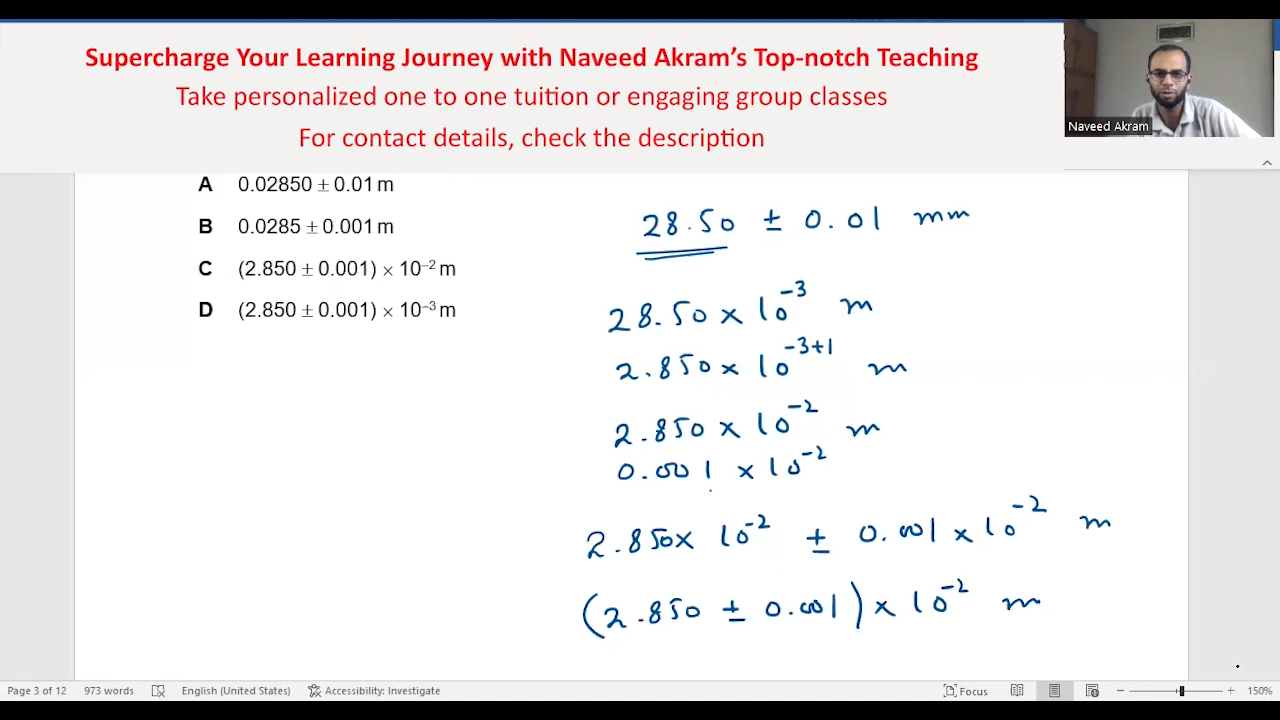 Supercharge Your Learning Journey with Naveed Akram's Top-notch Teaching
Take personalized one to one tuition or engaging group classes
For contact details, check the description
Naveed Akram
A 0.02850 ± 0.01 m
B 0.0285 ± 0.001 m
C (2.850 ± 0.001) × 10⁻² m
D (2.850 ± 0.001) × 10⁻³ m
28.50 ± 0.01 mm
28.50 × 10⁻³ m
2.850 × 10⁻³⁺¹ m
2.850 × 10⁻² m
0.001 × 10⁻²
2.850 × 10⁻² ± 0.001 × 10⁻² m
(2.850 ± 0.001) × 10⁻² m
Page 3 of 12 973 words English (United States) Accessibility: Investigate Focus 150%